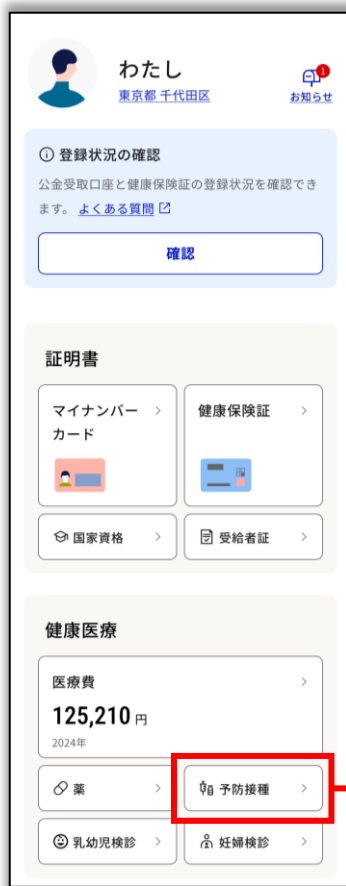 わたし
東京都 千代田区
1
お知らせ
登録状況の確認
公金受取口座と健康保険証の登録状況を確認でき
ます。 よくある質問
確認
証明書
マイナンバー
カード
健康保険証
国家資格
受給者証
健康医療
医療費
125,210 円
2024年
薬
予防接種
乳幼児検診
妊婦検診